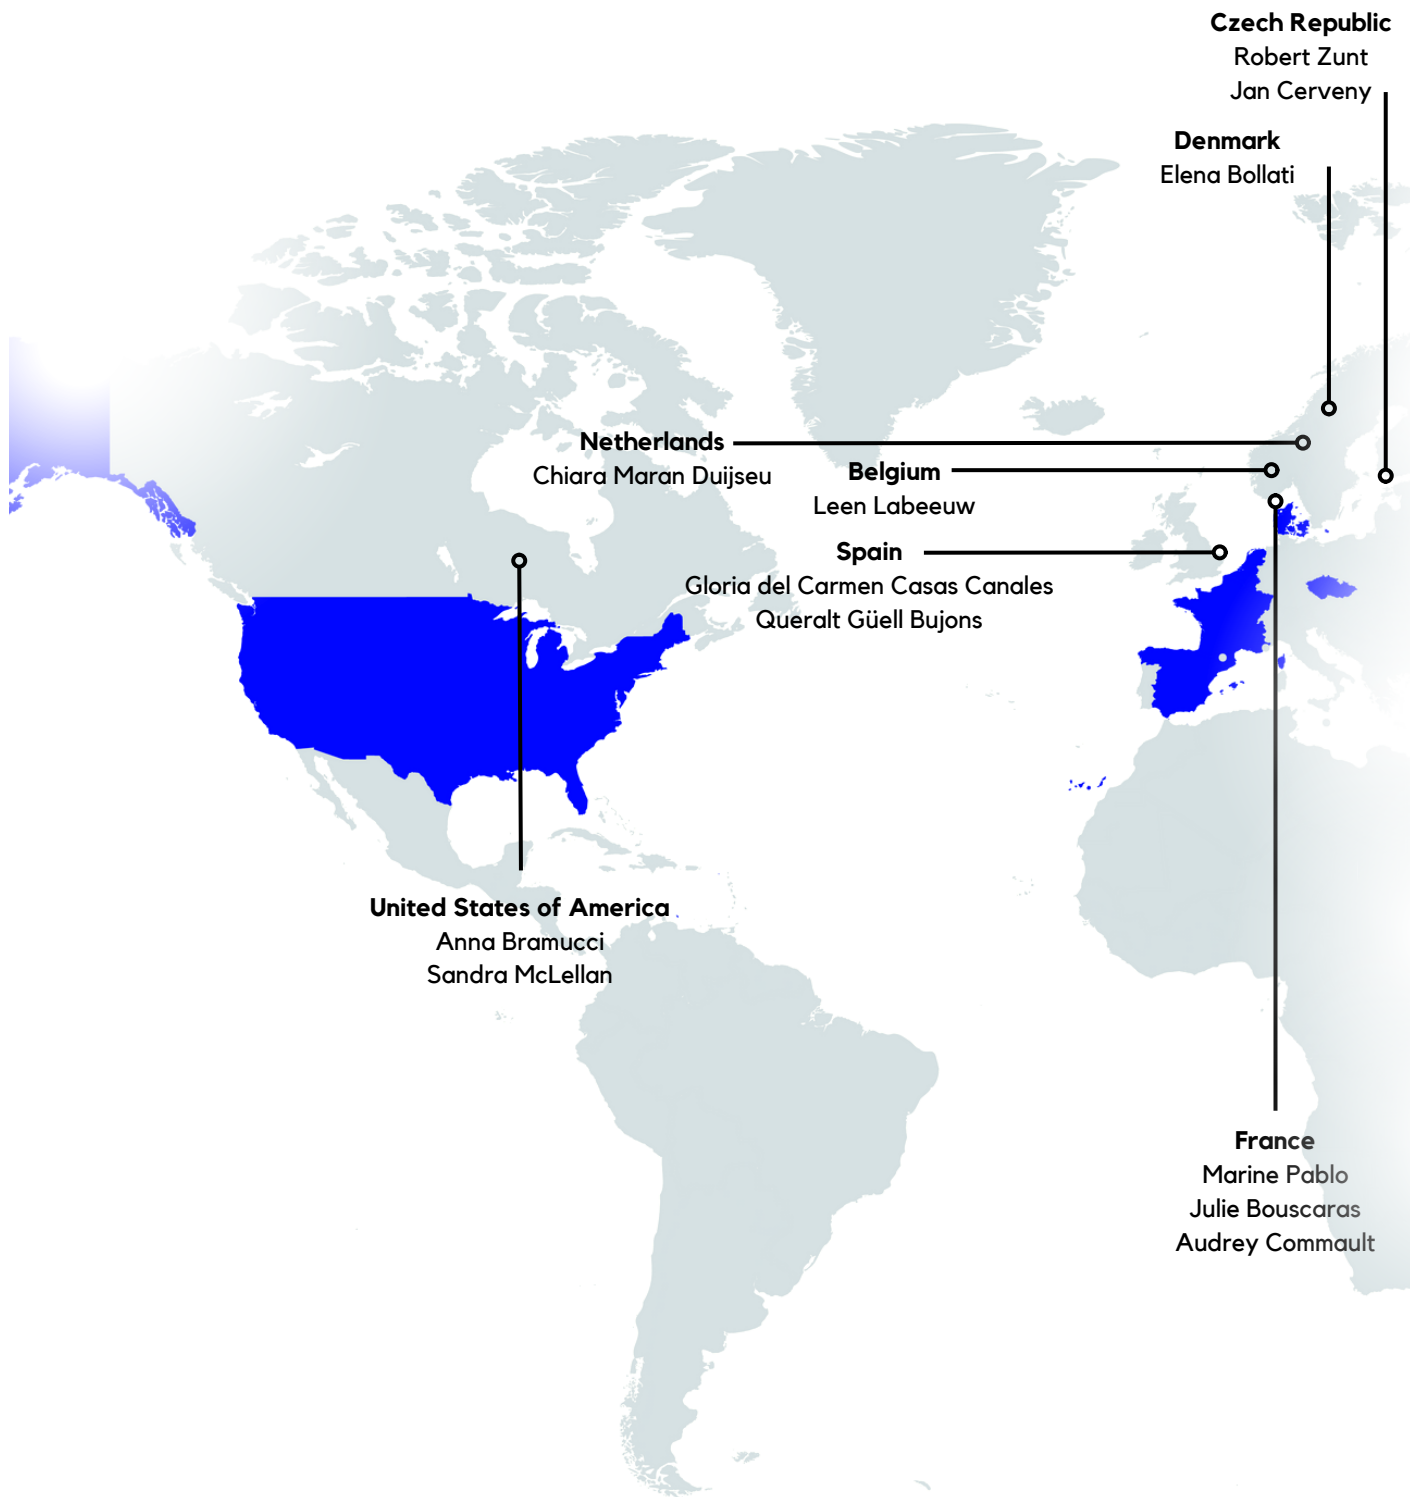 Czech Republic
Robert Zunt
Jan Cerveny
Denmark
Elena Bollati
Netherlands
Chiara Maran Duijseu
Belgium
Leen Labeeuw
Spain
Gloria del Carmen Casas Canales
Queralt Güell Bujons
United States of America
Anna Bramucci
Sandra McLellan
France
Marine Pablo
Julie Bouscaras
Audrey Commault